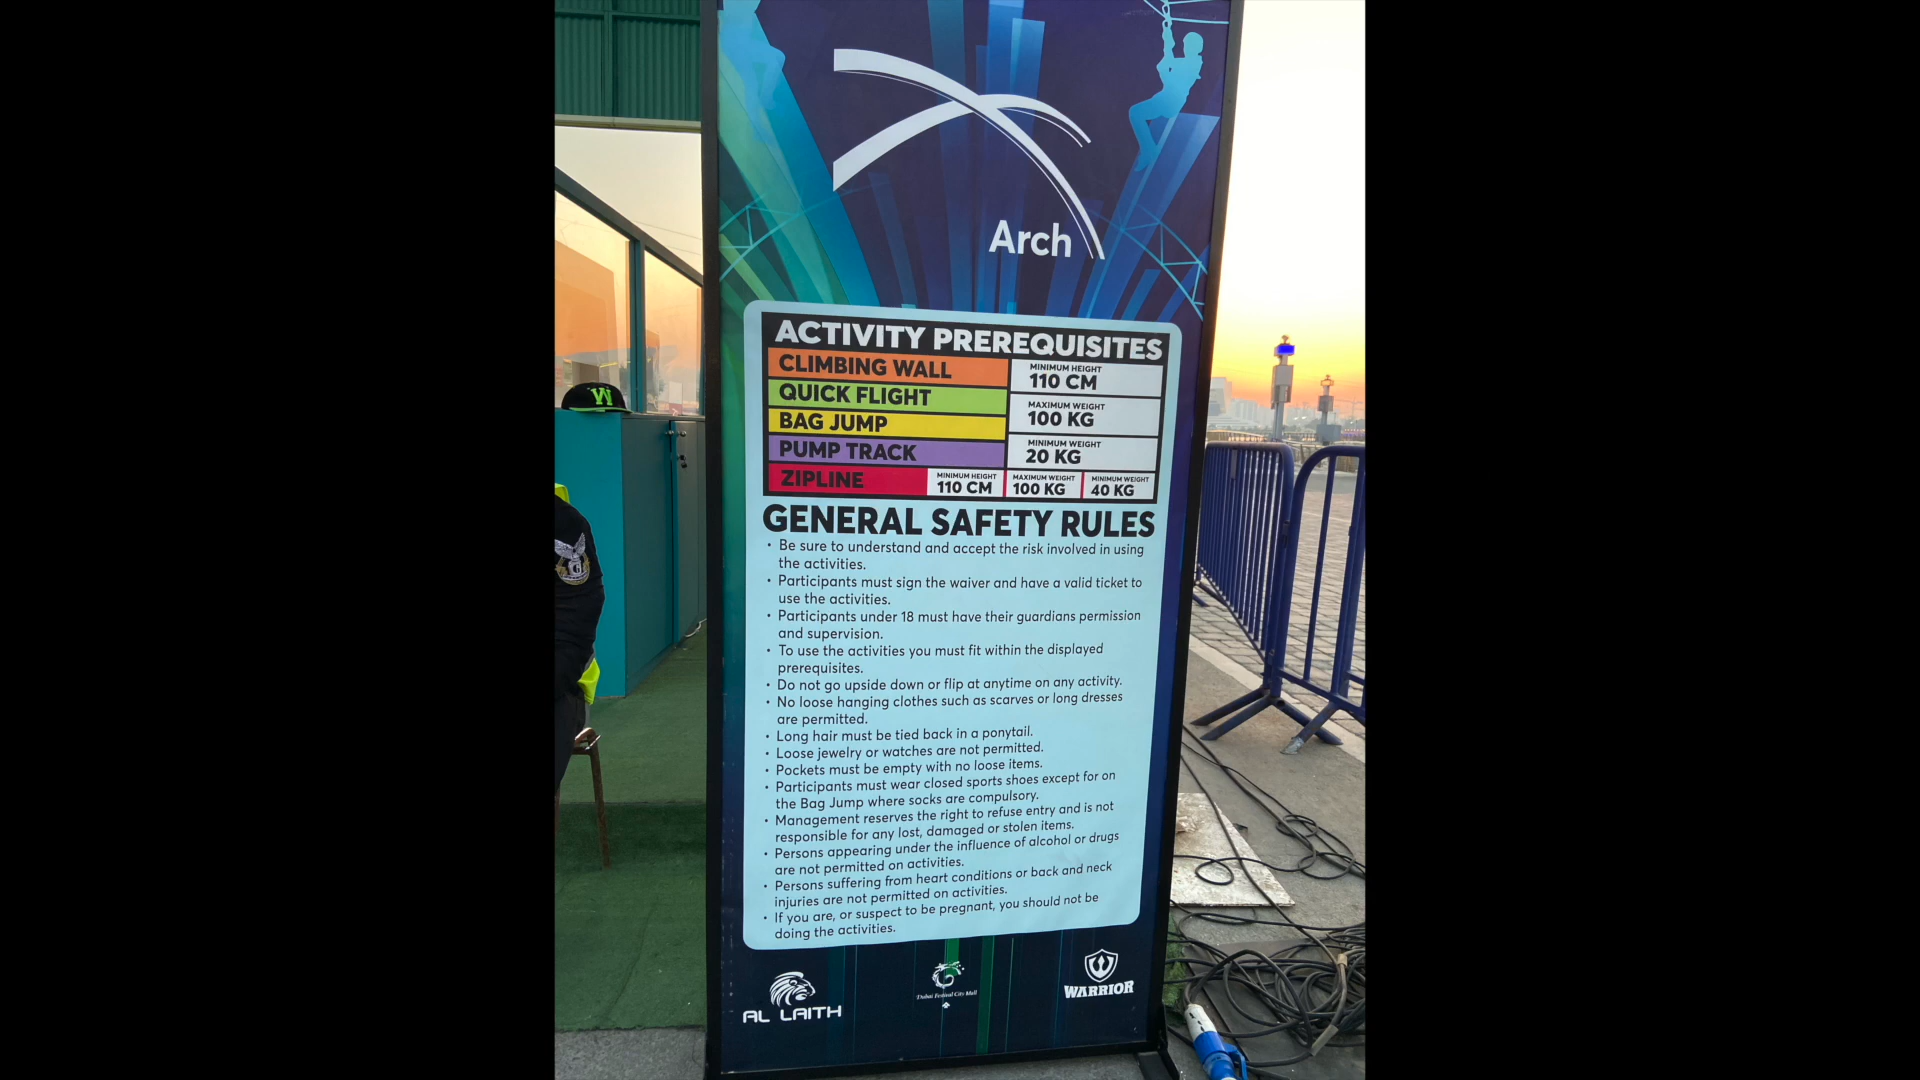 Arch
ACTIVITY PREREQUISITES
CLIMBING WALL
QUICK FLIGHT
BAG JUMP
PUMP TRACK
MINIMUM HEIGHT
110 CM
MAXIMUM WEIGHT
100 KG
MINIMUM WEIGHT
20 KG
ZIPLINE
MINIMUM HEIGHT
110 CM
MAXIMUM WEIGHT
100 KG
MINIMUM WEIGHT
40 KG
GENERAL SAFETY RULES
• Be sure to understand and accept the risk involved in using
the activities.
• Participants must sign the waiver and have a valid ticket to
use the activities.
• Participants under 18 must have their guardians permission
and supervision.
• To use the activities you must fit within the displayed
prerequisites.
• Do not go upside down or flip at anytime on any activity.
• No loose hanging clothes such as scarves or long dresses
are permitted.
• Long hair must be tied back in a ponytail.
• Loose jewelry or watches are not permitted.
• Pockets must be empty with no loose items.
• Participants must wear closed sports shoes except for on
the Bag Jump where socks are compulsory.
• Management reserves the right to refuse entry and is not
responsible for any lost, damaged or stolen items.
• Persons appearing under the influence of alcohol or drugs
are not permitted on activities.
• Persons suffering from heart conditions or back and neck
injuries are not permitted on activities.
• If you are, or suspect to be pregnant, you should not be
doing the activities.
AL LAITH
Dubai Festival City Mall
WARRIOR
W
G